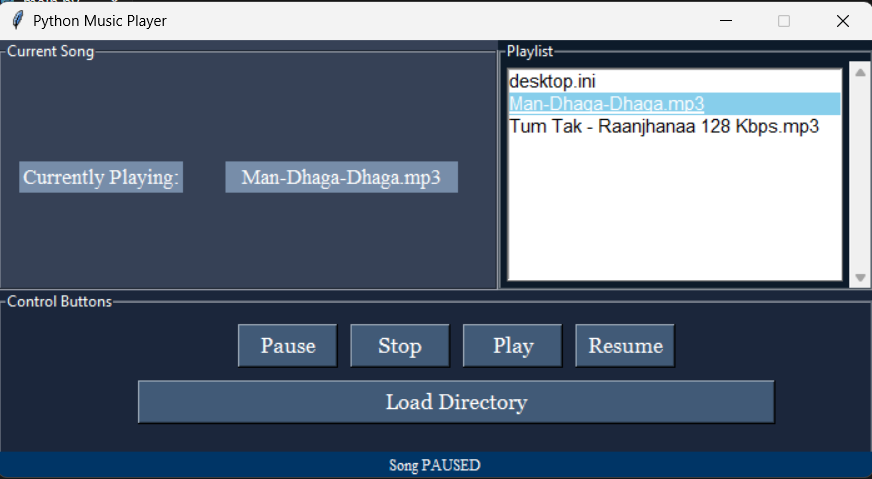 Python Music Player
Current Song
Currently Playing:
Man-Dhaga-Dhaga.mp3
Playlist
desktop.ini
Man-Dhaga-Dhaga.mp3
Tum Tak - Raanjhanaa 128 Kbps.mp3
Control Buttons
Pause
Stop
Play
Resume
Load Directory
Song PAUSED